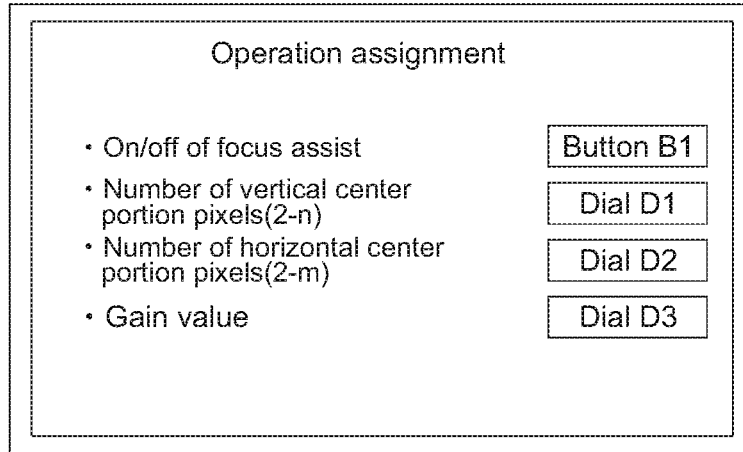 Operation assignment
・On/off of focus assist Button B1
・Number of vertical center
portion pixels(2-n) Dial D1
・Number of horizontal center
portion pixels(2-m) Dial D2
・Gain value Dial D3